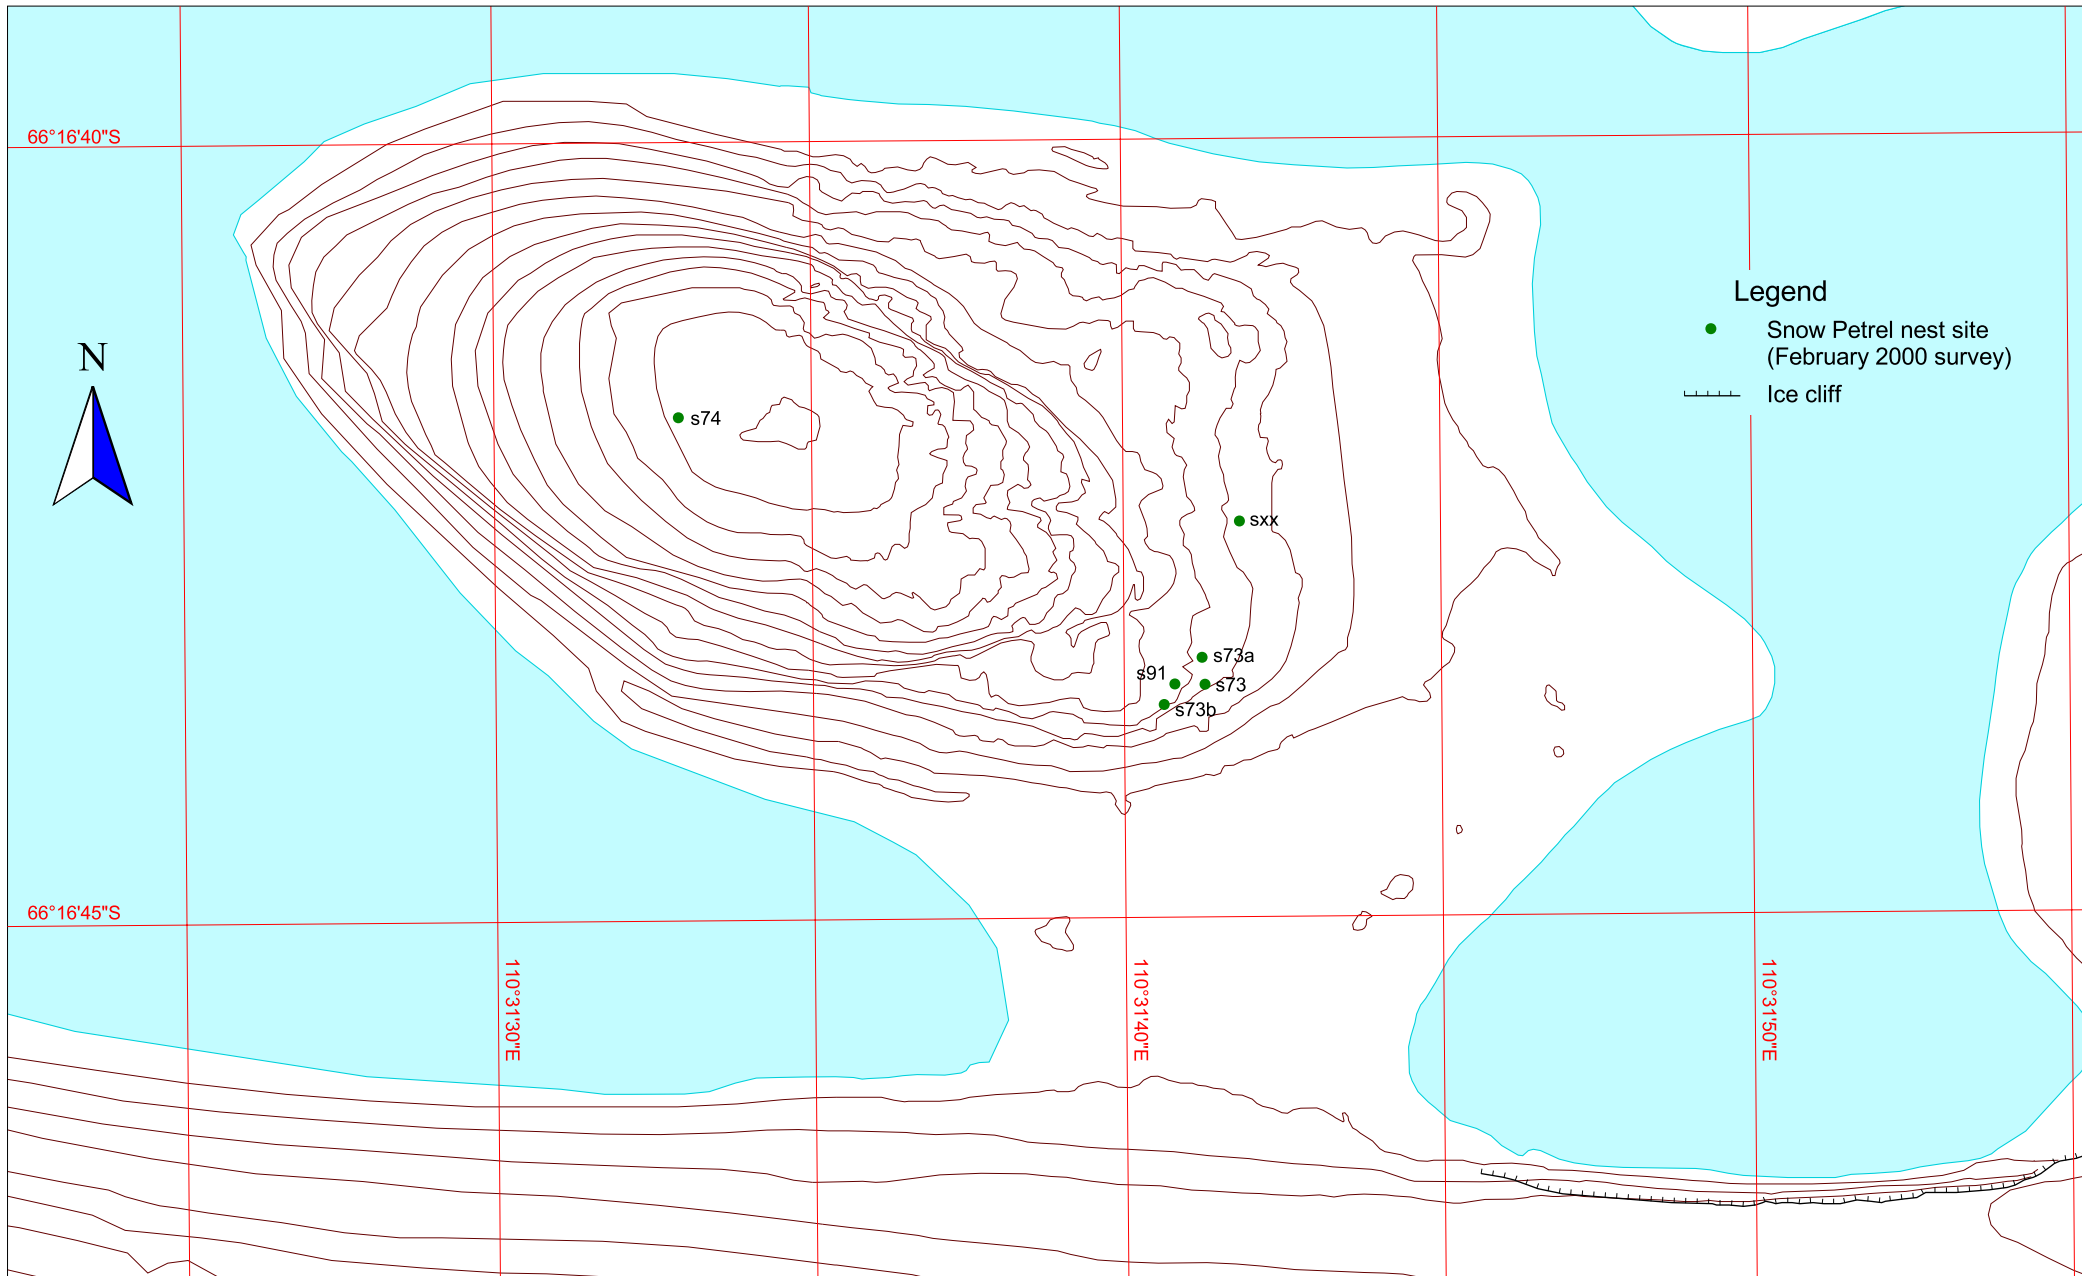 66°16'40"S
Legend
Snow Petrel nest site
(February 2000 survey)
Ice cliff
N
s74
sxx
s73a
s91
s73
s73b
66°16'45"S
110°31'30"E
110°31'40"E
110°31'50"E